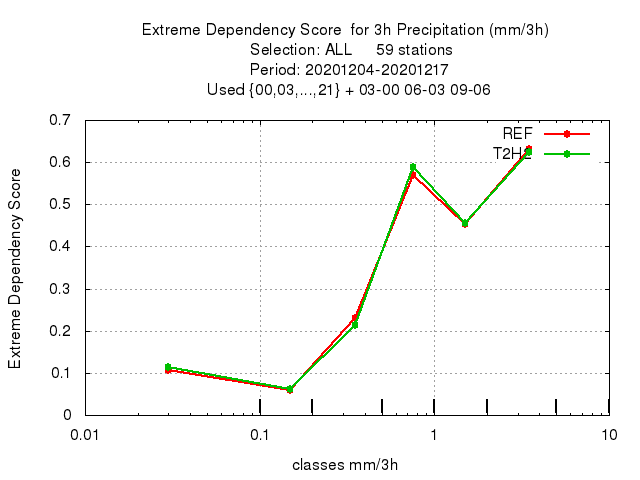 Extreme Dependency Score  for 3h Precipitation (mm/3h)
Selection: ALL     59 stations
Period: 20201204-20201217
Used {00,03,...,21} + 03-00 06-03 09-06
REF
T2H2
0.7
0.6
0.5
0.4
0.3
0.2
0.1
0
Extreme Dependency Score
0.01 0.1 1 10
classes mm/3h